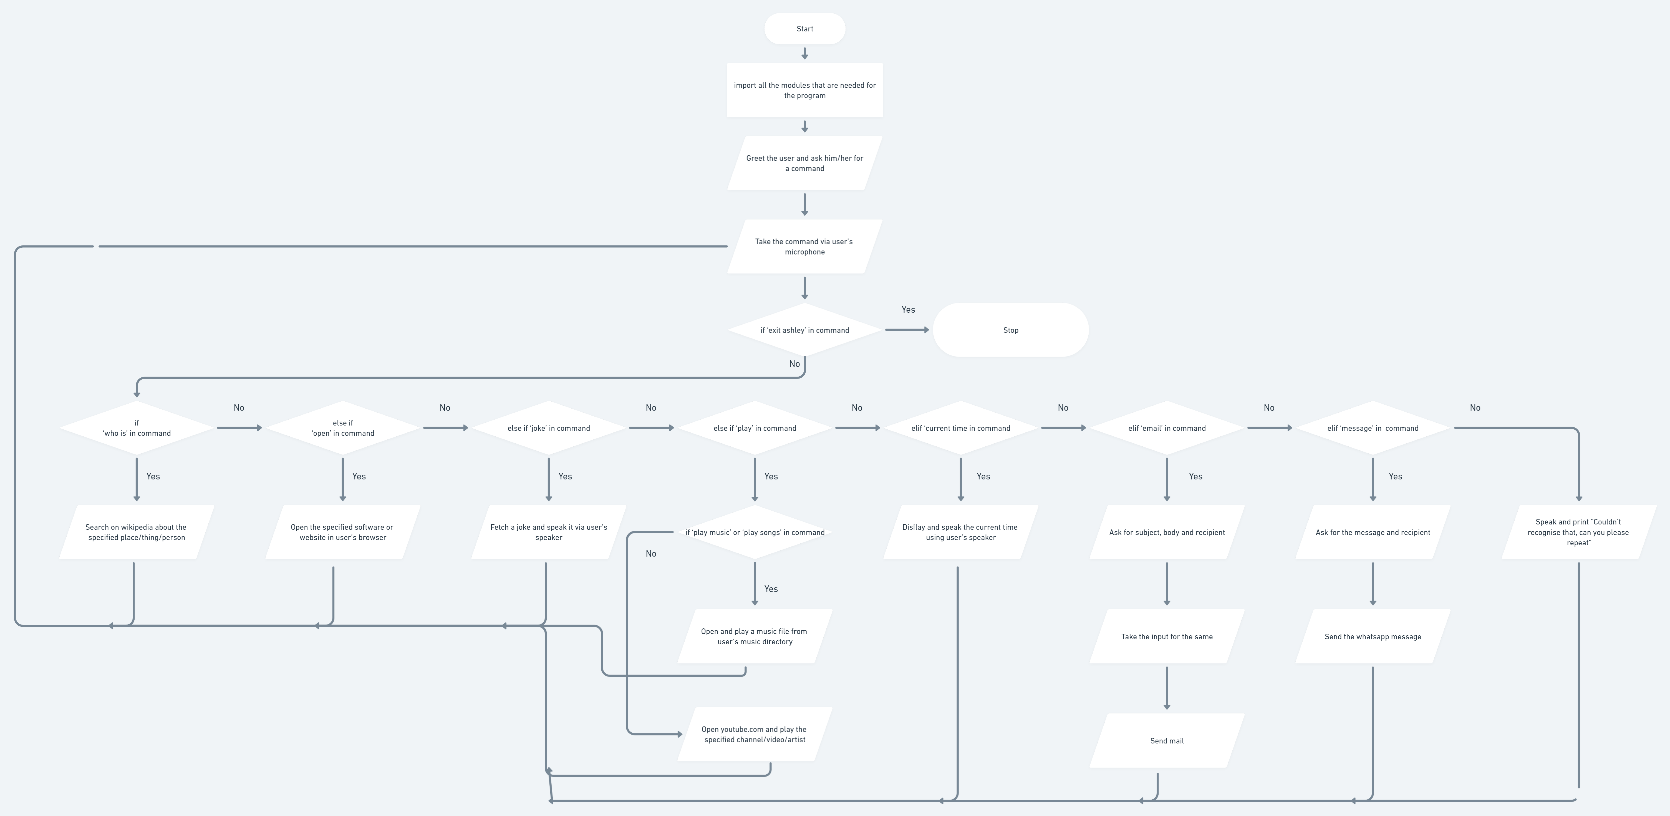 Start
import all the modules that are needed for
the program
Greet the user and ask him/her for
a command
Take the command via user's
microphone
Yes
if 'exit ashley' in command
Stop
No
No
No
No
No
No
No
No
if
'who is' in command
else if
'open' in command
else if 'joke' in command
else if 'play' in command
elif 'current time in command
elif 'email' in command
elif 'message' in command
Yes
Yes
Yes
Yes
Yes
Yes
Yes
Search on wikipedia about the
specified place/thing/person
Open the specified software or
website in user's browser
Fetch a joke and speak it via user's
speaker
if 'play music' or 'play songs' in command
Disllay and speak the current time
using user's speaker
Ask for subject, body and recipient
Ask for the message and recipient
Speak and print "Couldn't
recognise that, can you please
repeat"
No
Yes
Open and play a music file from
user's music directory
Take the input for the same
Send the whatsapp message
Open youtube.com and play the
specified channel/video/artist
Send mail